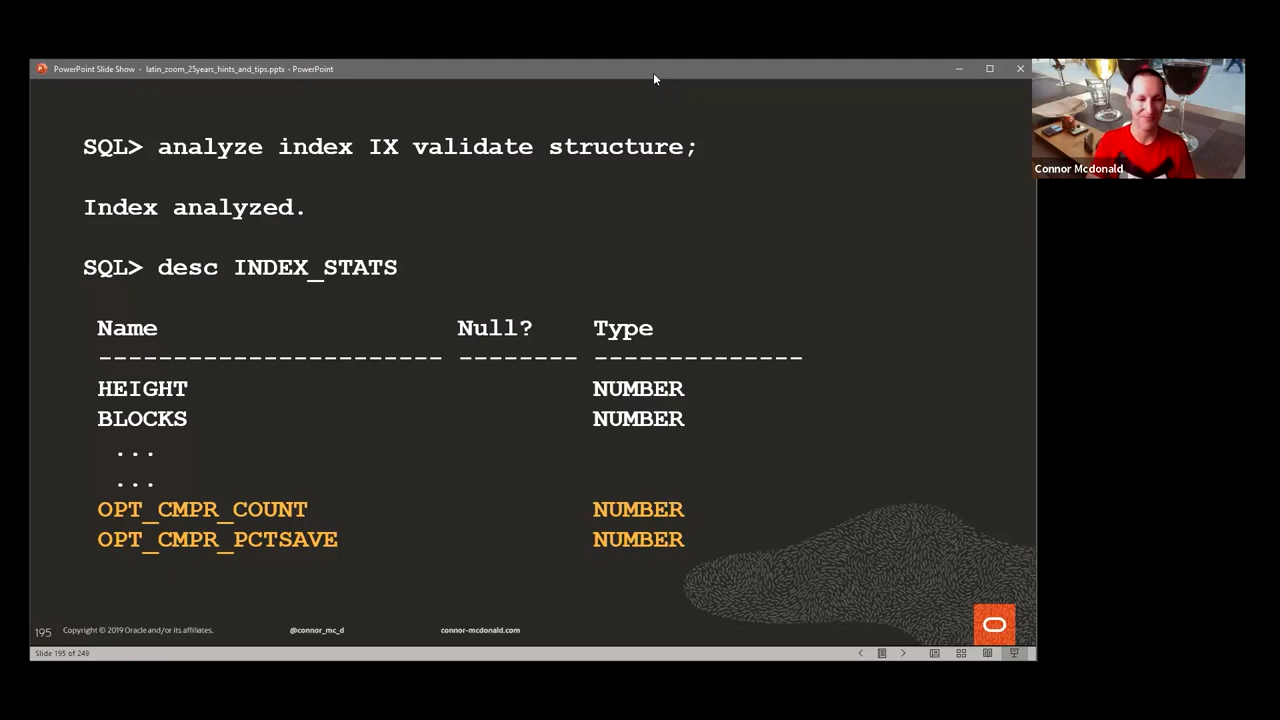 PowerPoint Slide Show - latin_zoom_25years_hints_and_tips.pptx - PowerPoint
SQL> analyze index IX validate structure;
Index analyzed.
SQL> desc INDEX_STATS
Name Null? Type
----------------------- -------- --------------
HEIGHT NUMBER
BLOCKS NUMBER
...
...
OPT_CMPR_COUNT NUMBER
OPT_CMPR_PCTSAVE NUMBER
195 Copyright © 2019 Oracle and/or its affiliates. @connor_mc_d connor-mcdonald.com
Slide 195 of 249
Connor Mcdonald